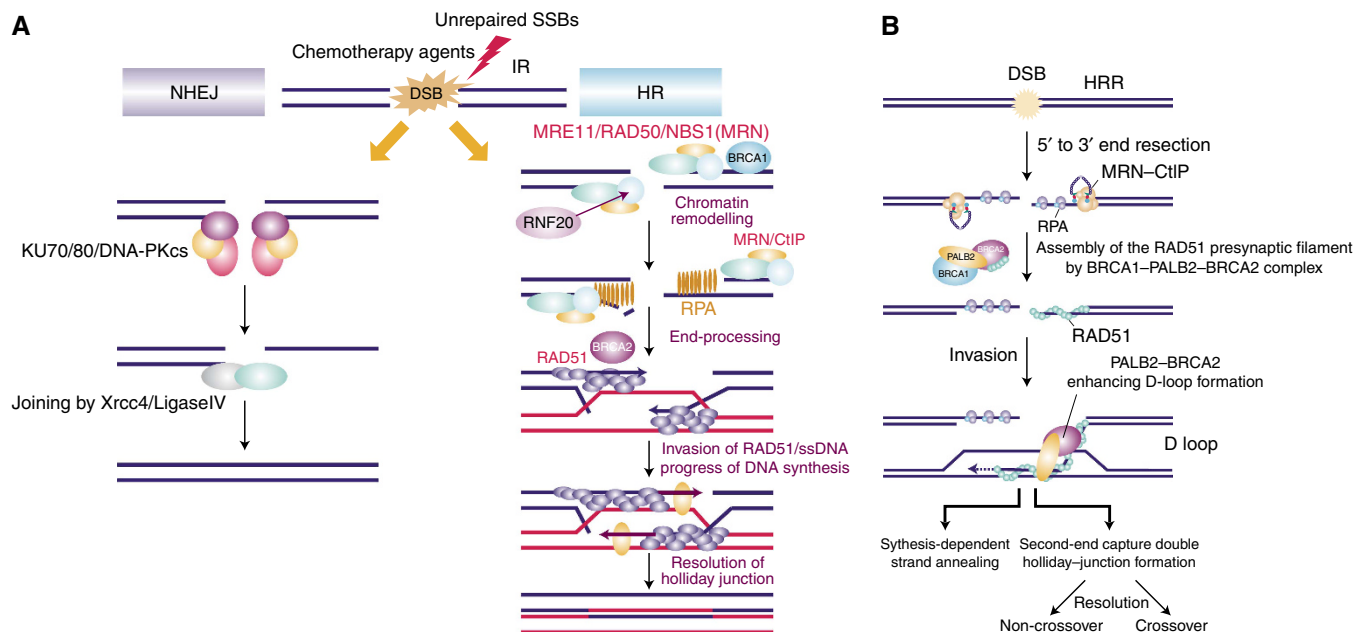 A
Unrepaired SSBs
Chemotherapy agents
IR
NHEJ
DSB
HR
MRE11/RAD50/NBS1(MRN)
BRCA1
Chromatin
remodelling
RNF20
KU70/80/DNA-PKcs
MRN/CtIP
RPA
End-processing
BRCA2
RAD51
Joining by Xrcc4/LigaseIV
Invasion of RAD51/ssDNA
progress of DNA synthesis
Resolution of
holliday junction
B
DSB
HRR
5′ to 3′ end resection
MRN–CtIP
RPA
Assembly of the RAD51 presynaptic filament
by BRCA1–PALB2–BRCA2 complex
BRCA2
PALB2
BRCA1
RAD51
Invasion
PALB2–BRCA2
enhancing D-loop formation
D loop
Sythesis-dependent
strand annealing
Second-end capture double
holliday–junction formation
Resolution
Non-crossover
Crossover